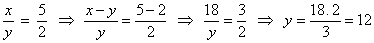 x/y = 5/2 ⇒ (x−y)/y = (5−2)/2 ⇒ 18/y = 3/2 ⇒ y = 18.2/3 = 12